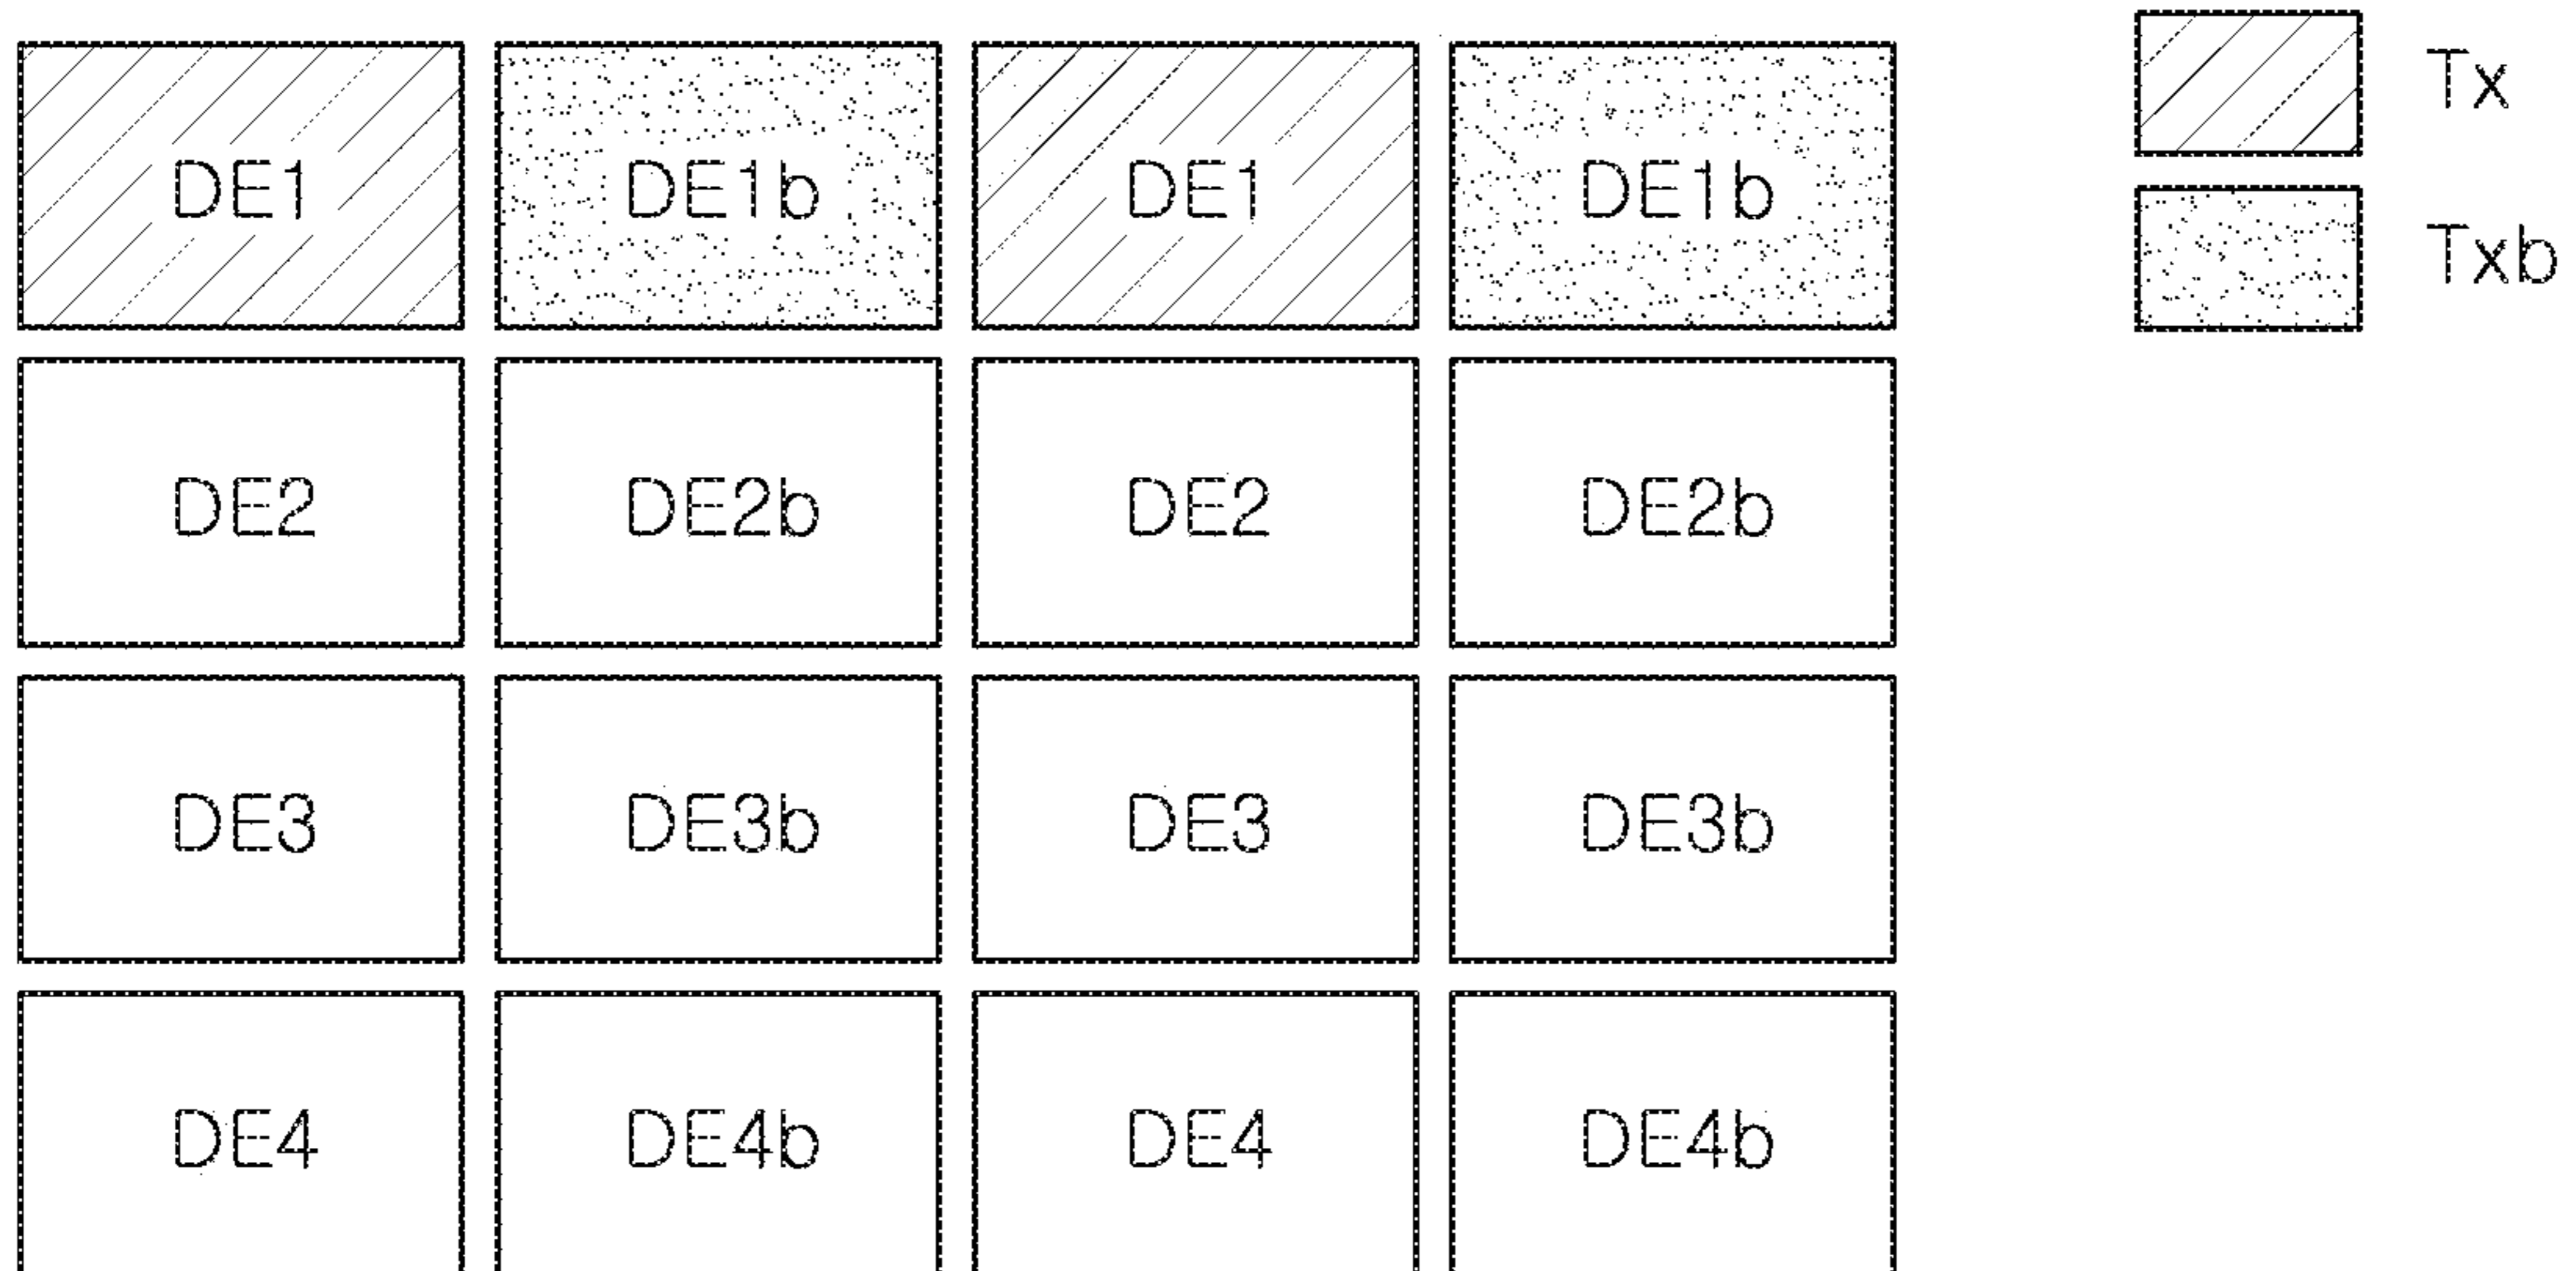 DE1 DE1b DE1 DE1b
Tx
Txb
DE2 DE2b DE2 DE2b
DE3 DE3b DE3 DE3b
DE4 DE4b DE4 DE4b